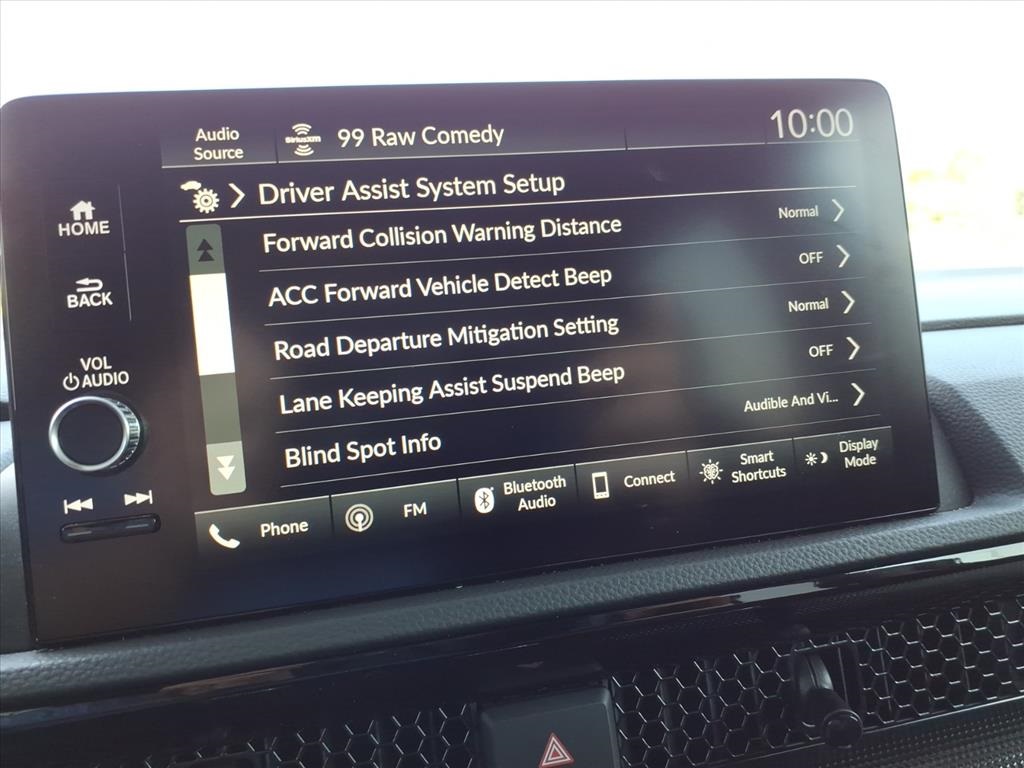 Audio
Source
SiriusXM
99 Raw Comedy
10:00
HOME
Driver Assist System Setup
Forward Collision Warning Distance
Normal
BACK
ACC Forward Vehicle Detect Beep
OFF
Road Departure Mitigation Setting
Normal
VOL
AUDIO
Lane Keeping Assist Suspend Beep
OFF
Blind Spot Info
Audible And Vi...
Phone
FM
Bluetooth
Audio
Connect
Smart
Shortcuts
Display
Mode